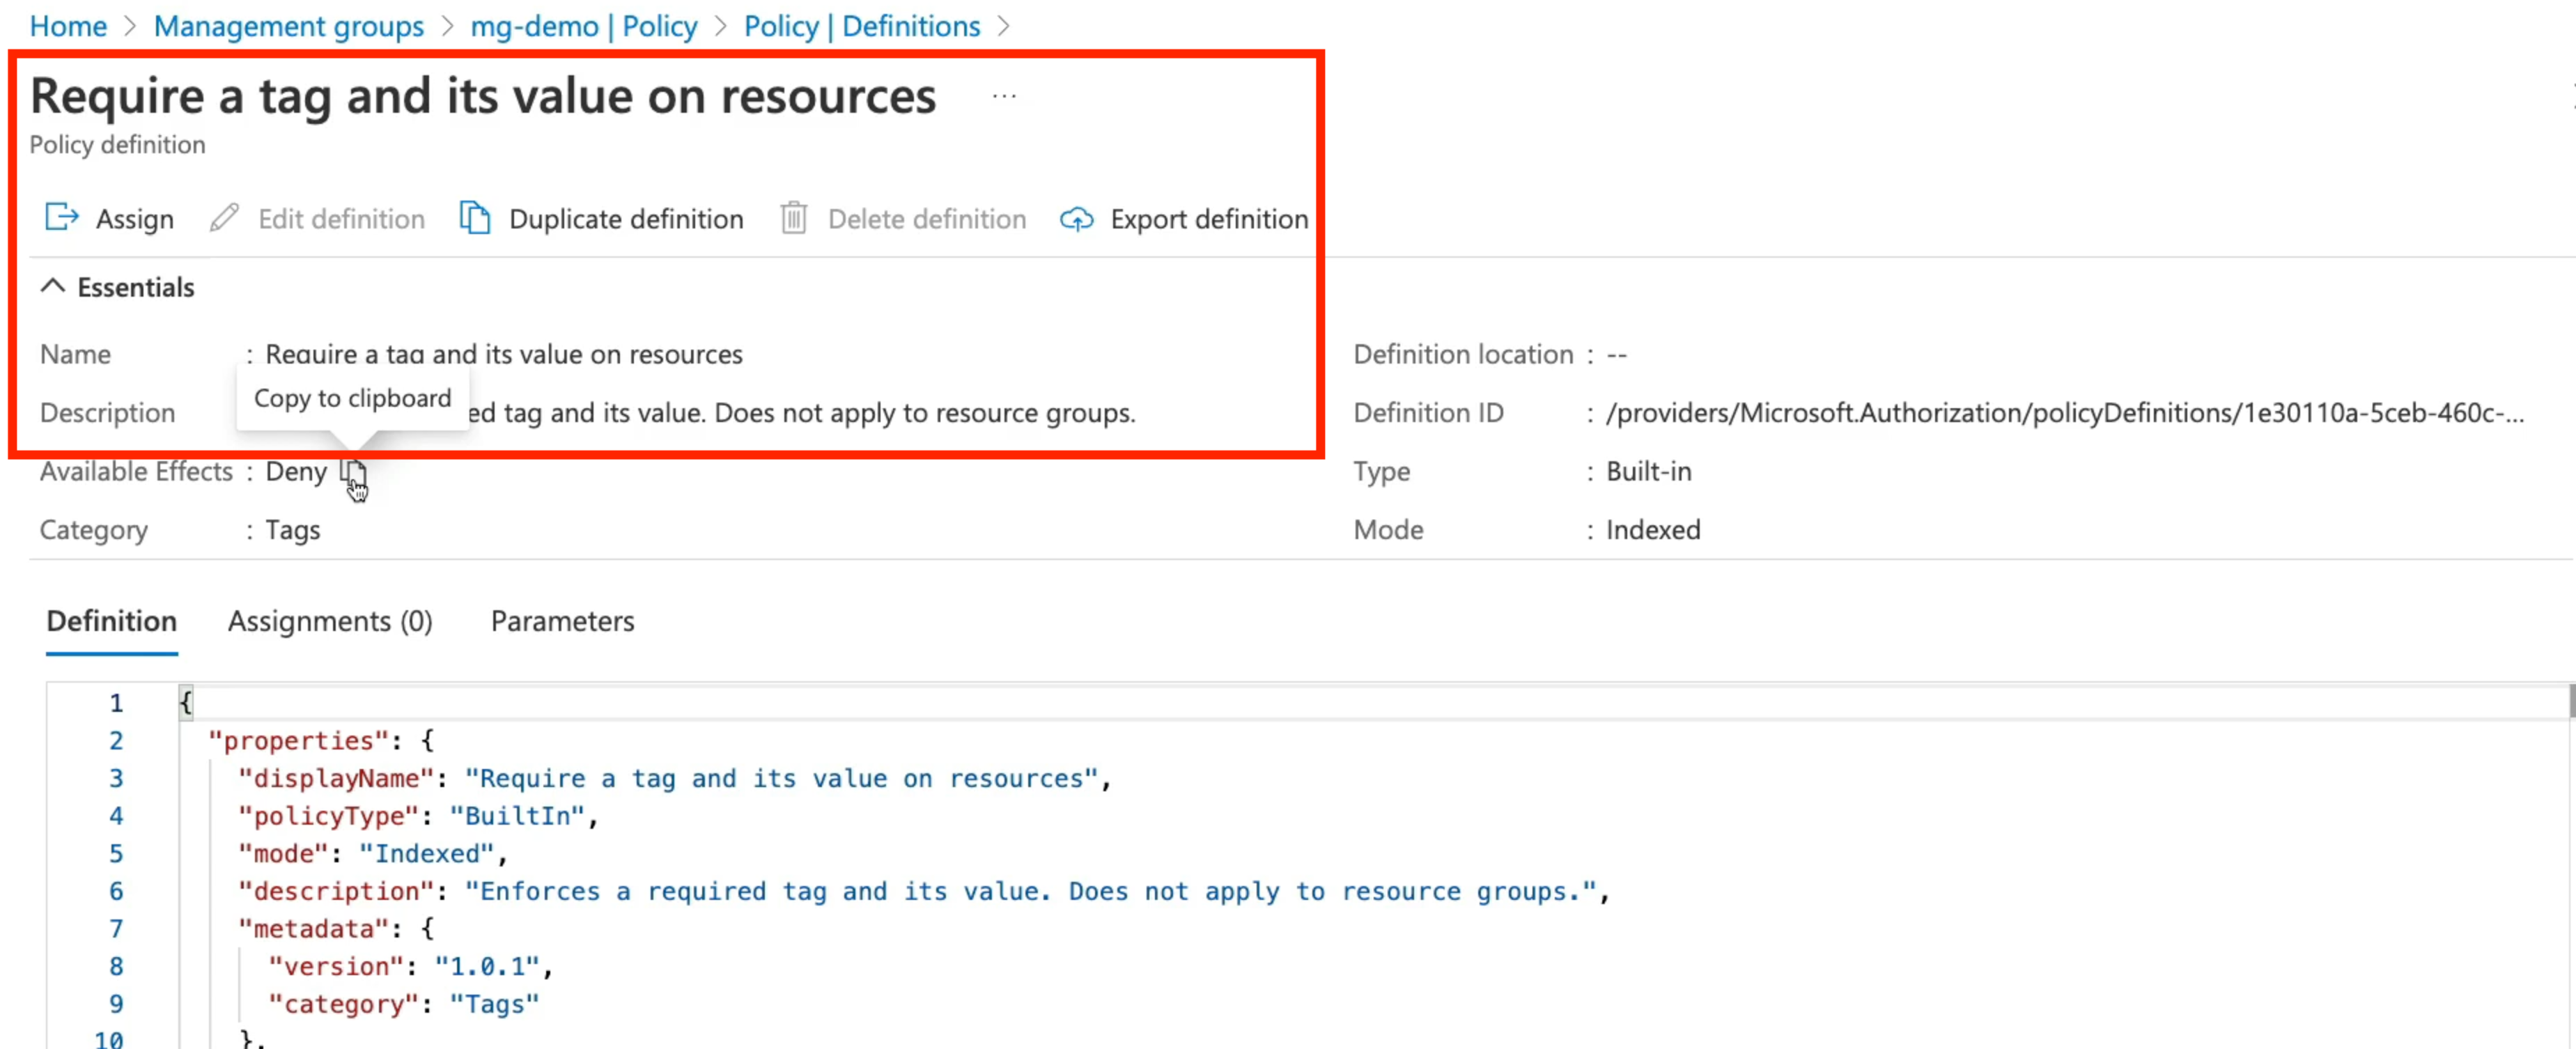 Home > Management groups > mg-demo | Policy > Policy | Definitions >
Require a tag and its value on resources ...
Policy definition
Assign Edit definition Duplicate definition Delete definition Export definition
Essentials
Name : Require a tag and its value on resources
Definition location : --
Copy to clipboard
Description ed tag and its value. Does not apply to resource groups.
Definition ID : /providers/Microsoft.Authorization/policyDefinitions/1e30110a-5ceb-460c-...
Available Effects : Deny
Type : Built-in
Category : Tags
Mode : Indexed
Definition Assignments (0) Parameters
1 {
2 "properties": {
3 "displayName": "Require a tag and its value on resources",
4 "policyType": "BuiltIn",
5 "mode": "Indexed",
6 "description": "Enforces a required tag and its value. Does not apply to resource groups.",
7 "metadata": {
8 "version": "1.0.1",
9 "category": "Tags"
10 },